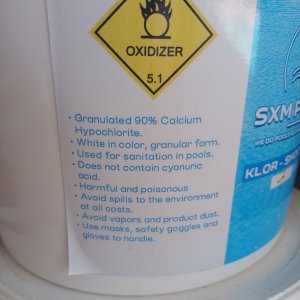 OXIDIZER
5.1
• Granulated 90% Calcium
Hypochlorite.
• White in color, granular form.
• Used for sanitation in pools.
• Does not contain cyanuric
acid.
• Harmful and poisonous
• Avoid spills to the environment
at all costs.
• Avoid vapors and product dust.
• Use masks, safety goggles and
gloves to handle.
SXM
WE DO
KLOR -